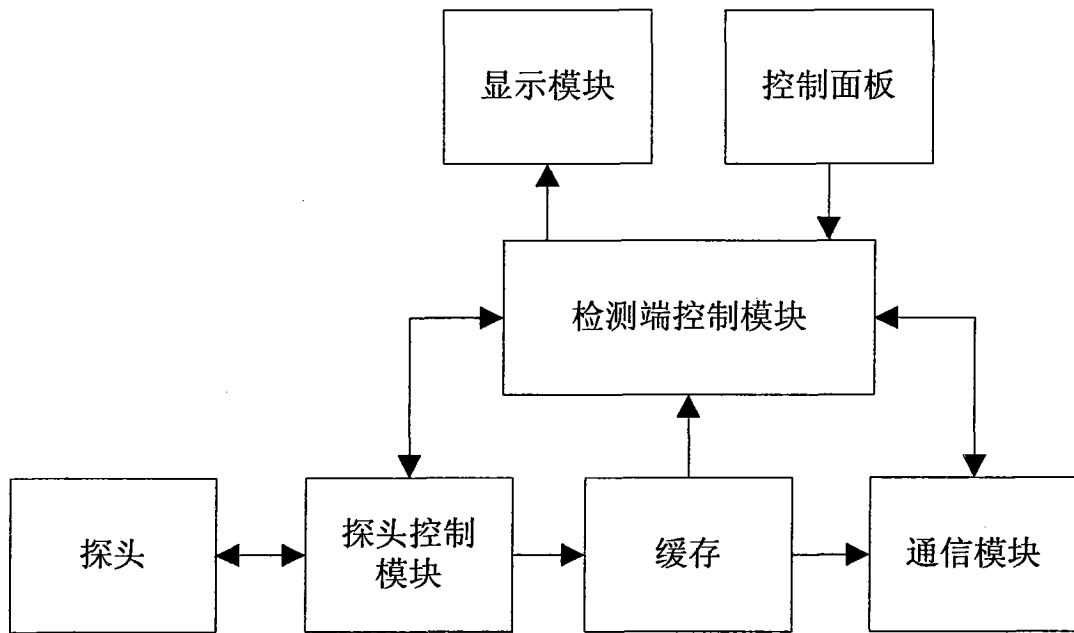 显示模块
控制面板
检测端控制模块
探头
探头控制
模块
缓存
通信模块